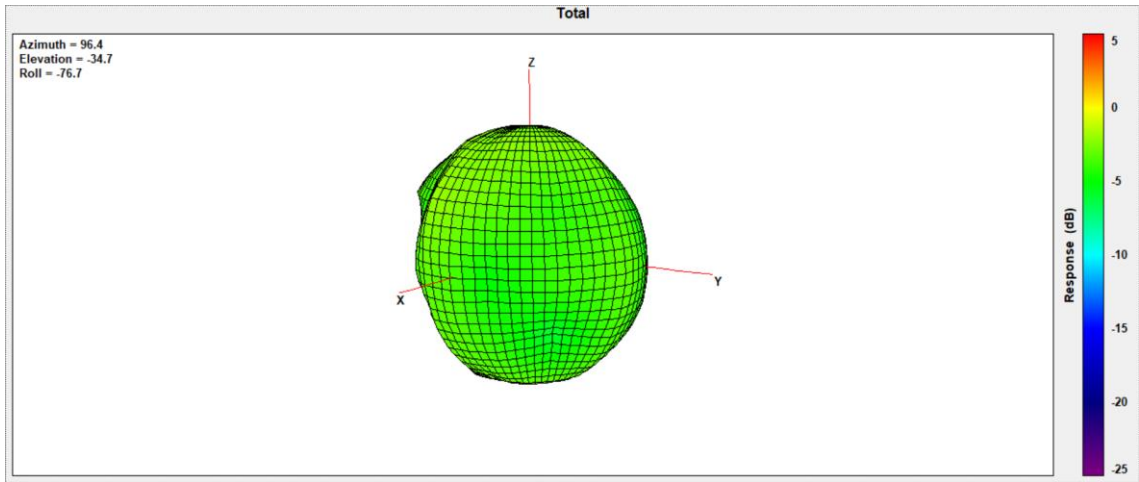 Total
Azimuth = 96.4
Elevation = -34.7
Roll = -76.7
Z
Y
X
5
0
-5
-10
-15
-20
-25
Response (dB)